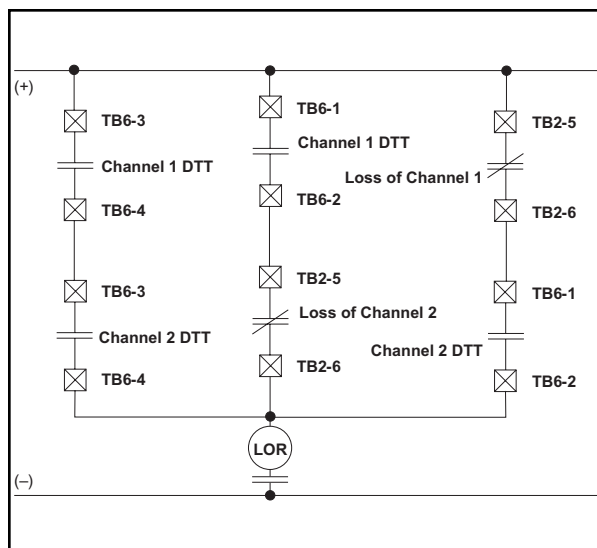 (+)
TB6-3
Channel 1 DTT
TB6-4
TB6-3
Channel 2 DTT
TB6-4
TB6-1
Channel 1 DTT
TB6-2
TB2-5
Loss of Channel 2
TB2-6
TB2-5
Loss of Channel 1
TB2-6
TB6-1
Channel 2 DTT
TB6-2
LOR
(–)